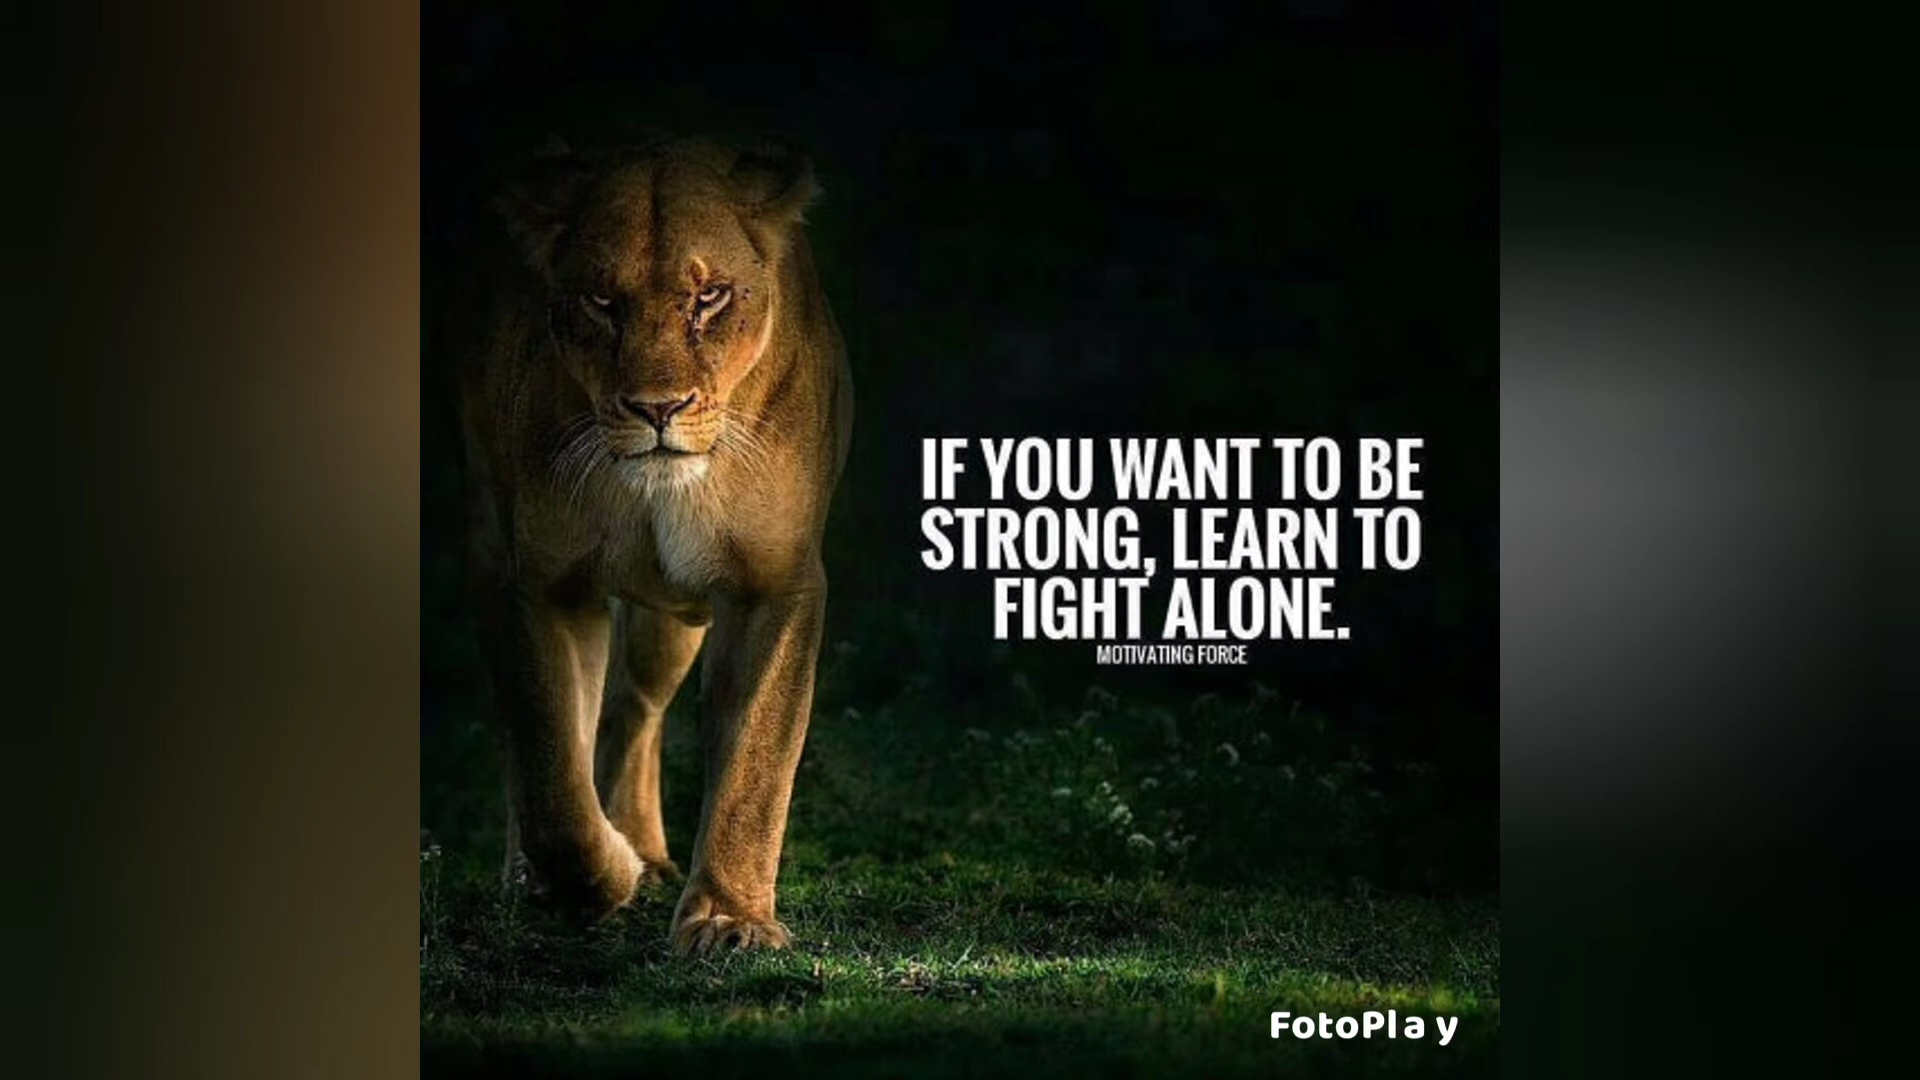 IF YOU WANT TO BE
STRONG, LEARN TO
FIGHT ALONE.
MOTIVATING FORCE
FotoPlay